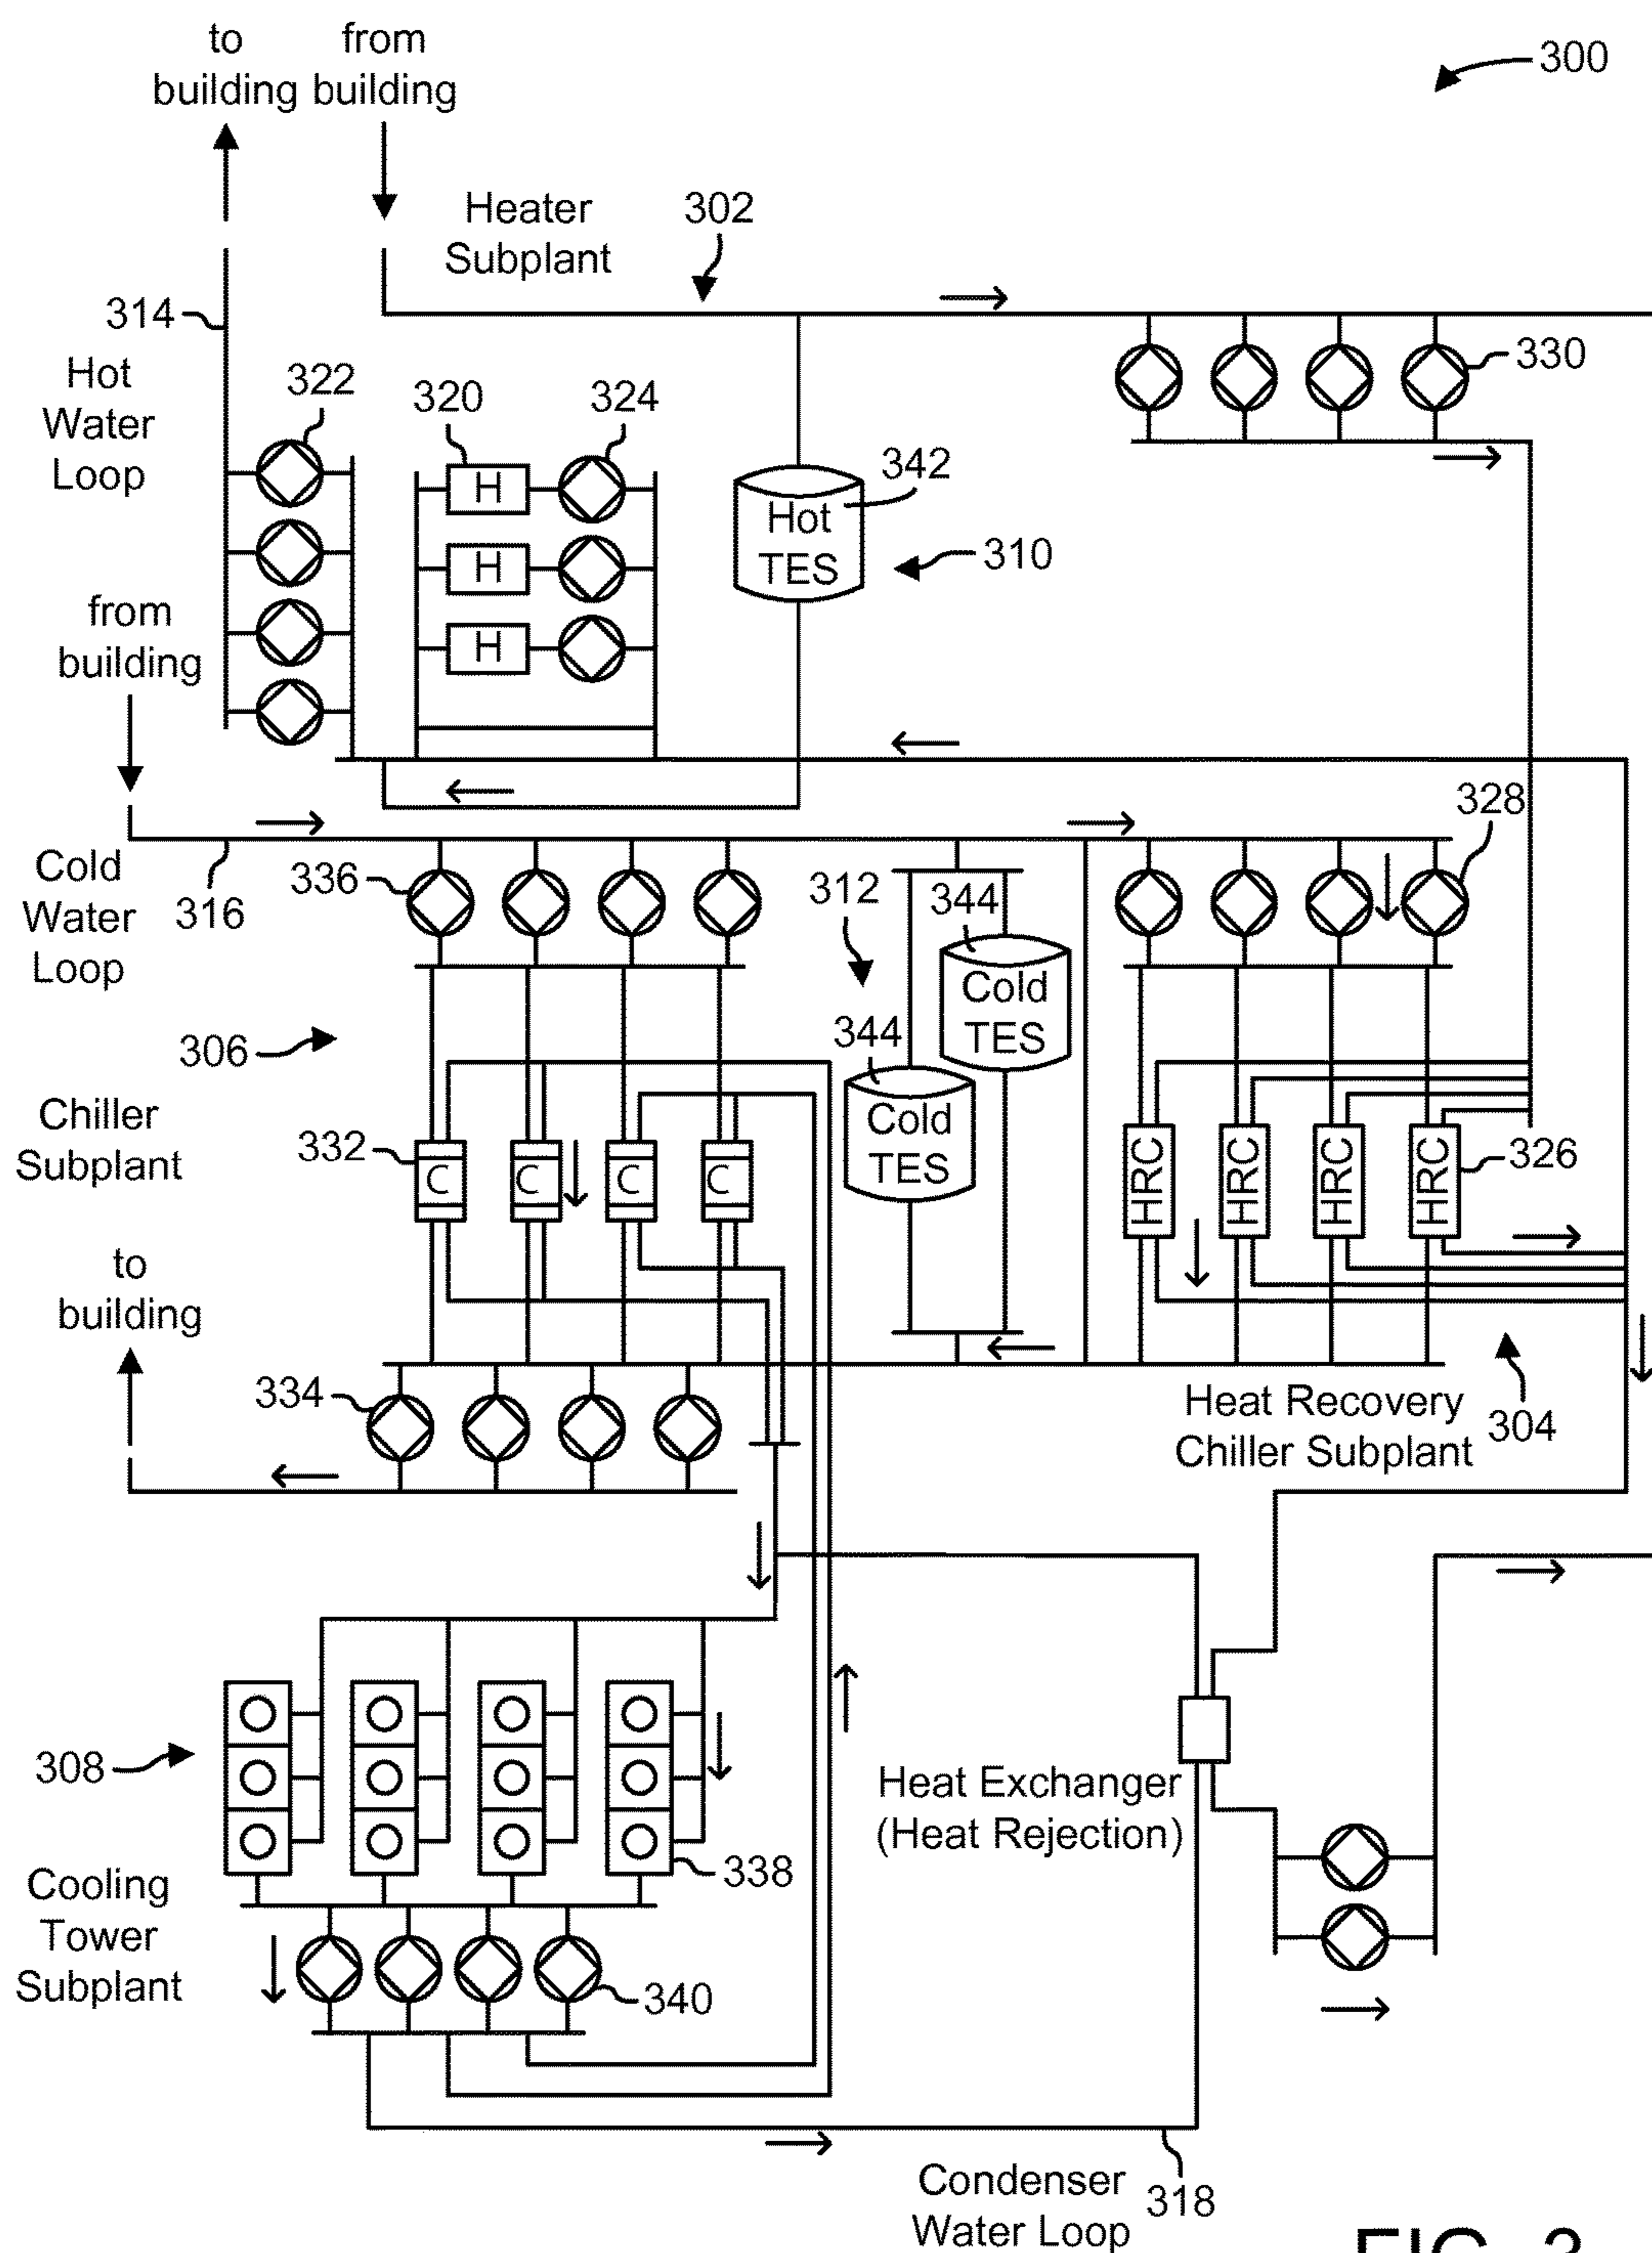 to
building
from
building
300
Heater
Subplant
302
314
Hot
Water
Loop
322
320
324
330
H
H
H
Hot
TES
342
310
from
building
328
Cold
Water
Loop
316
336
312
344
344
Cold
TES
Cold
TES
306
Chiller
Subplant
332
C
C
C
C
HRC
HRC
HRC
HRC
326
to
building
334
Heat Recovery
Chiller Subplant
304
308
Heat Exchanger
(Heat Rejection)
338
Cooling
Tower
Subplant
340
Condenser
Water Loop
318
FIG. 3